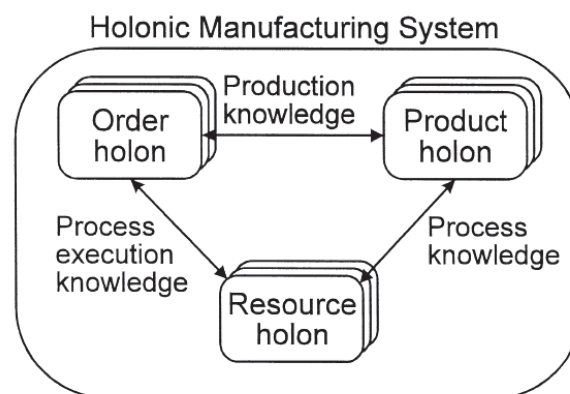 Holonic Manufacturing System
Order
holon
Production
knowledge
Product
holon
Process
execution
knowledge
Process
knowledge
Resource
holon